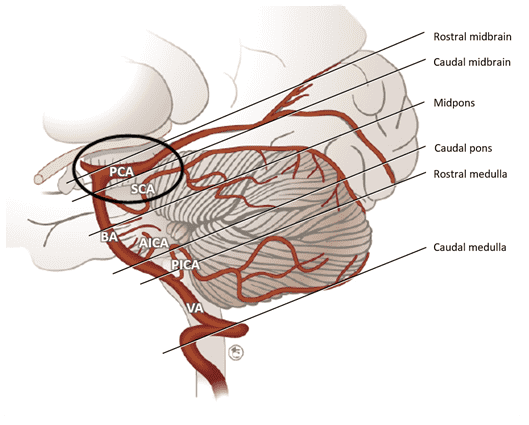 Rostral midbrain
Caudal midbrain
Midpons
Caudal pons
Rostral medulla
Caudal medulla
PCA
SCA
BA
AICA
PICA
VA